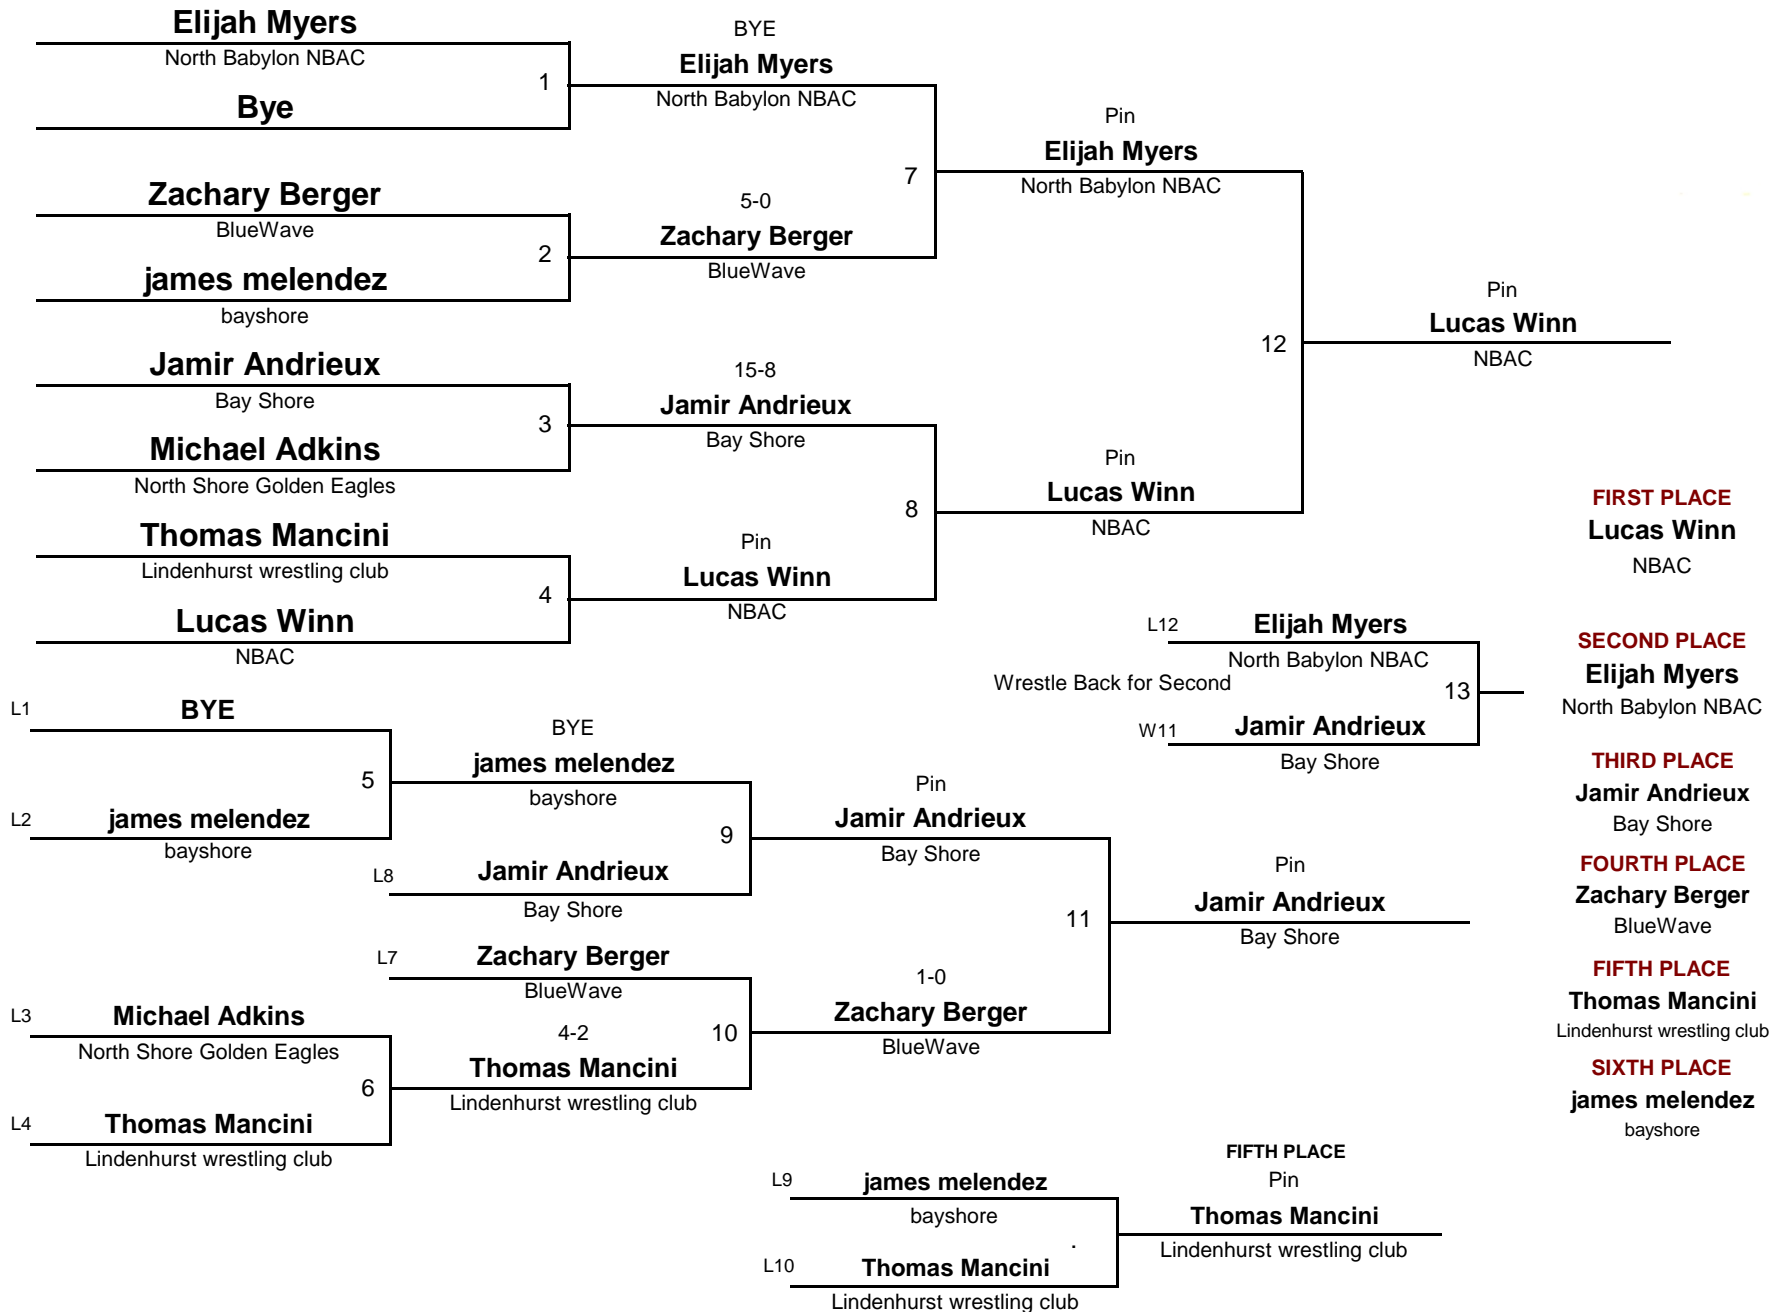 Elijah Myers
North Babylon NBAC
1
Bye
Zachary Berger
BlueWave
2
james melendez
bayshore
Jamir Andrieux
Bay Shore
3
Michael Adkins
North Shore Golden Eagles
Thomas Mancini
Lindenhurst wrestling club
4
Lucas Winn
NBAC
BYE
Elijah Myers
North Babylon NBAC
7
5-0
Zachary Berger
BlueWave
15-8
Jamir Andrieux
Bay Shore
8
Pin
Lucas Winn
NBAC
Pin
Elijah Myers
North Babylon NBAC
12
Pin
Lucas Winn
NBAC
Pin
Lucas Winn
NBAC
L12
Elijah Myers
North Babylon NBAC
Wrestle Back for Second
13
W11
Jamir Andrieux
Bay Shore
L1
BYE
5
L2
james melendez
bayshore
BYE
james melendez
bayshore
9
L8
Jamir Andrieux
Bay Shore
L7
Zachary Berger
BlueWave
L3
Michael Adkins
North Shore Golden Eagles
6
L4
Thomas Mancini
Lindenhurst wrestling club
4-2
10
Thomas Mancini
Lindenhurst wrestling club
Pin
Jamir Andrieux
Bay Shore
11
1-0
Zachary Berger
BlueWave
Pin
Jamir Andrieux
Bay Shore
L9
james melendez
bayshore
.
L10
Thomas Mancini
Lindenhurst wrestling club
FIFTH PLACE
Pin
Thomas Mancini
Lindenhurst wrestling club
FIRST PLACE
Lucas Winn
NBAC
SECOND PLACE
Elijah Myers
North Babylon NBAC
THIRD PLACE
Jamir Andrieux
Bay Shore
FOURTH PLACE
Zachary Berger
BlueWave
FIFTH PLACE
Thomas Mancini
Lindenhurst wrestling club
SIXTH PLACE
james melendez
bayshore